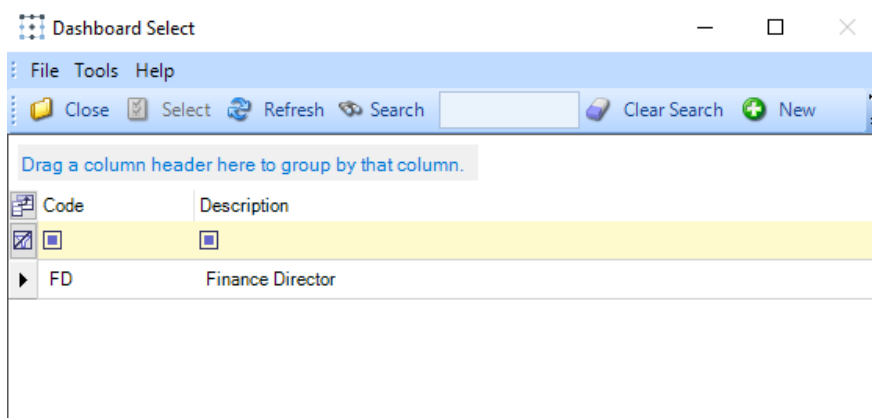 Dashboard Select
File Tools Help
Close Select Refresh Search Clear Search New
Drag a column header here to group by that column.
Code Description
FD Finance Director